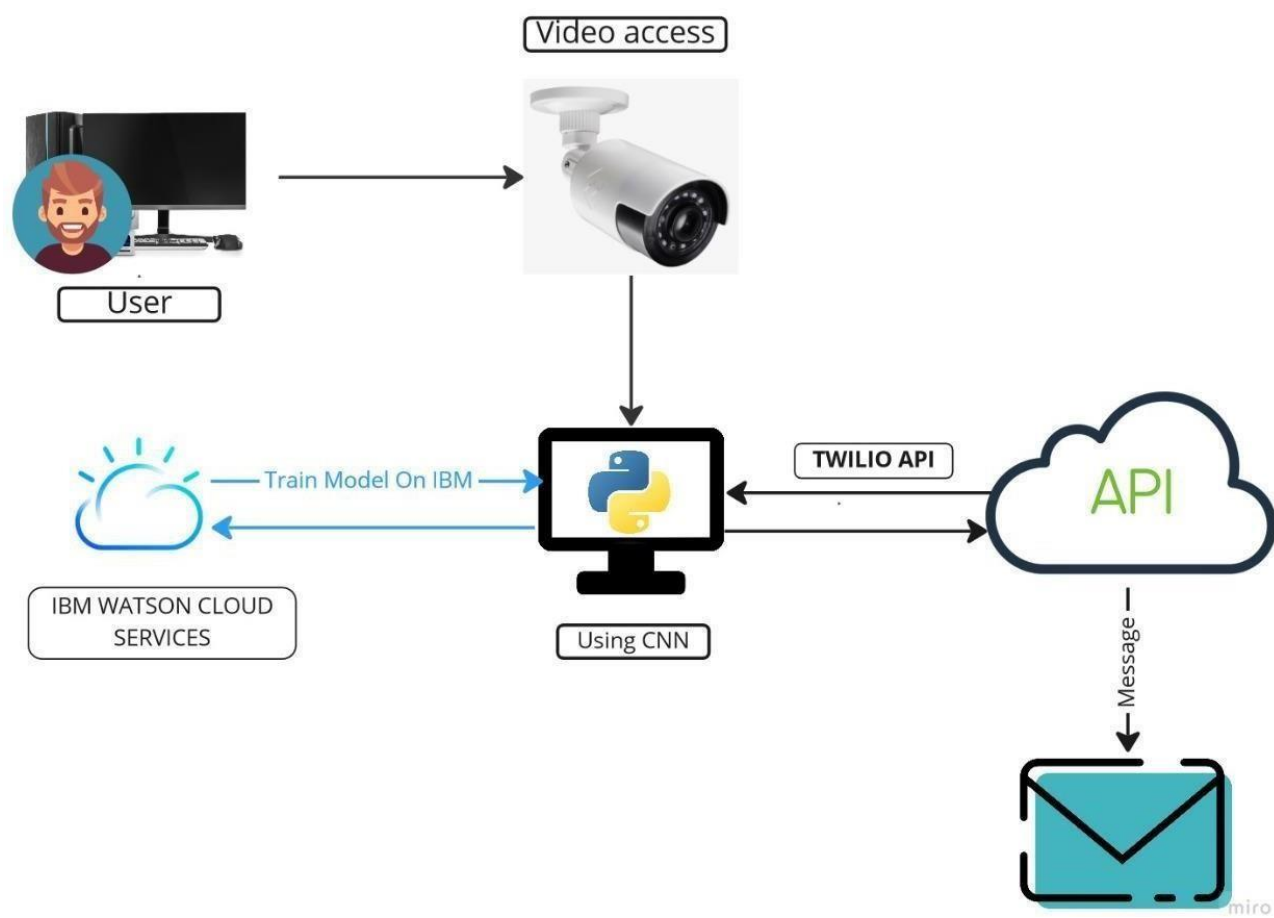 Video access
User
Train Model On IBM
TWILIO API
API
IBM WATSON CLOUD
SERVICES
Using CNN
Message
miro